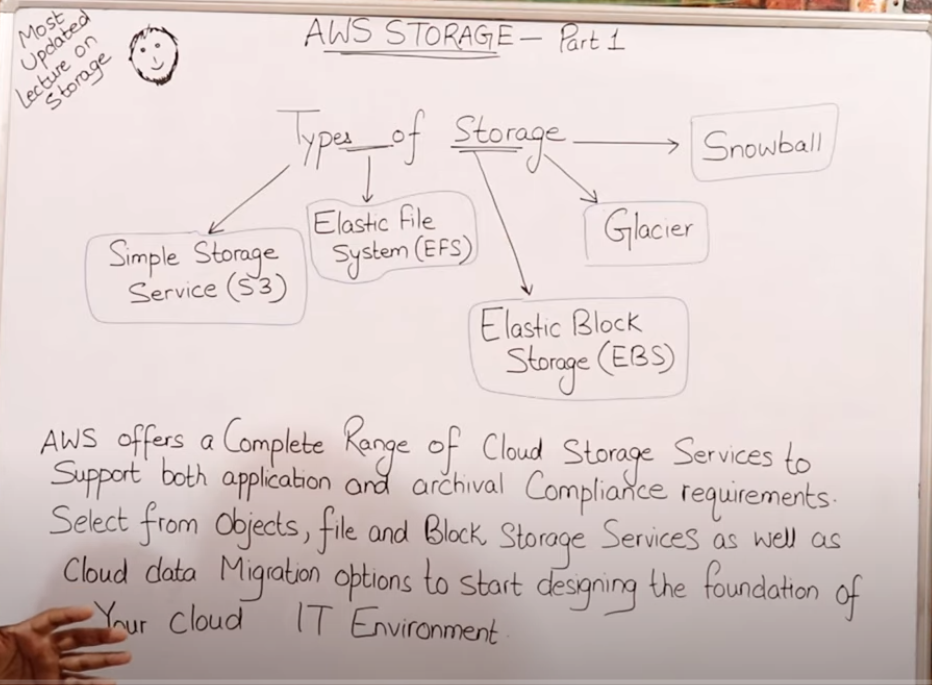 Most
Updated
Lecture on
Storage
AWS STORAGE - Part 1
Types of Storage
Snowball
Simple Storage
Service (S3)
Elastic File
System (EFS)
Glacier
Elastic Block
Storage (EBS)
AWS offers a Complete Range of Cloud Storage Services to
Support both application and archival Compliance requirements.
Select from Objects, file and Block Storage Services as well as
Cloud data Migration options to start designing the foundation of
Your cloud IT Environment.